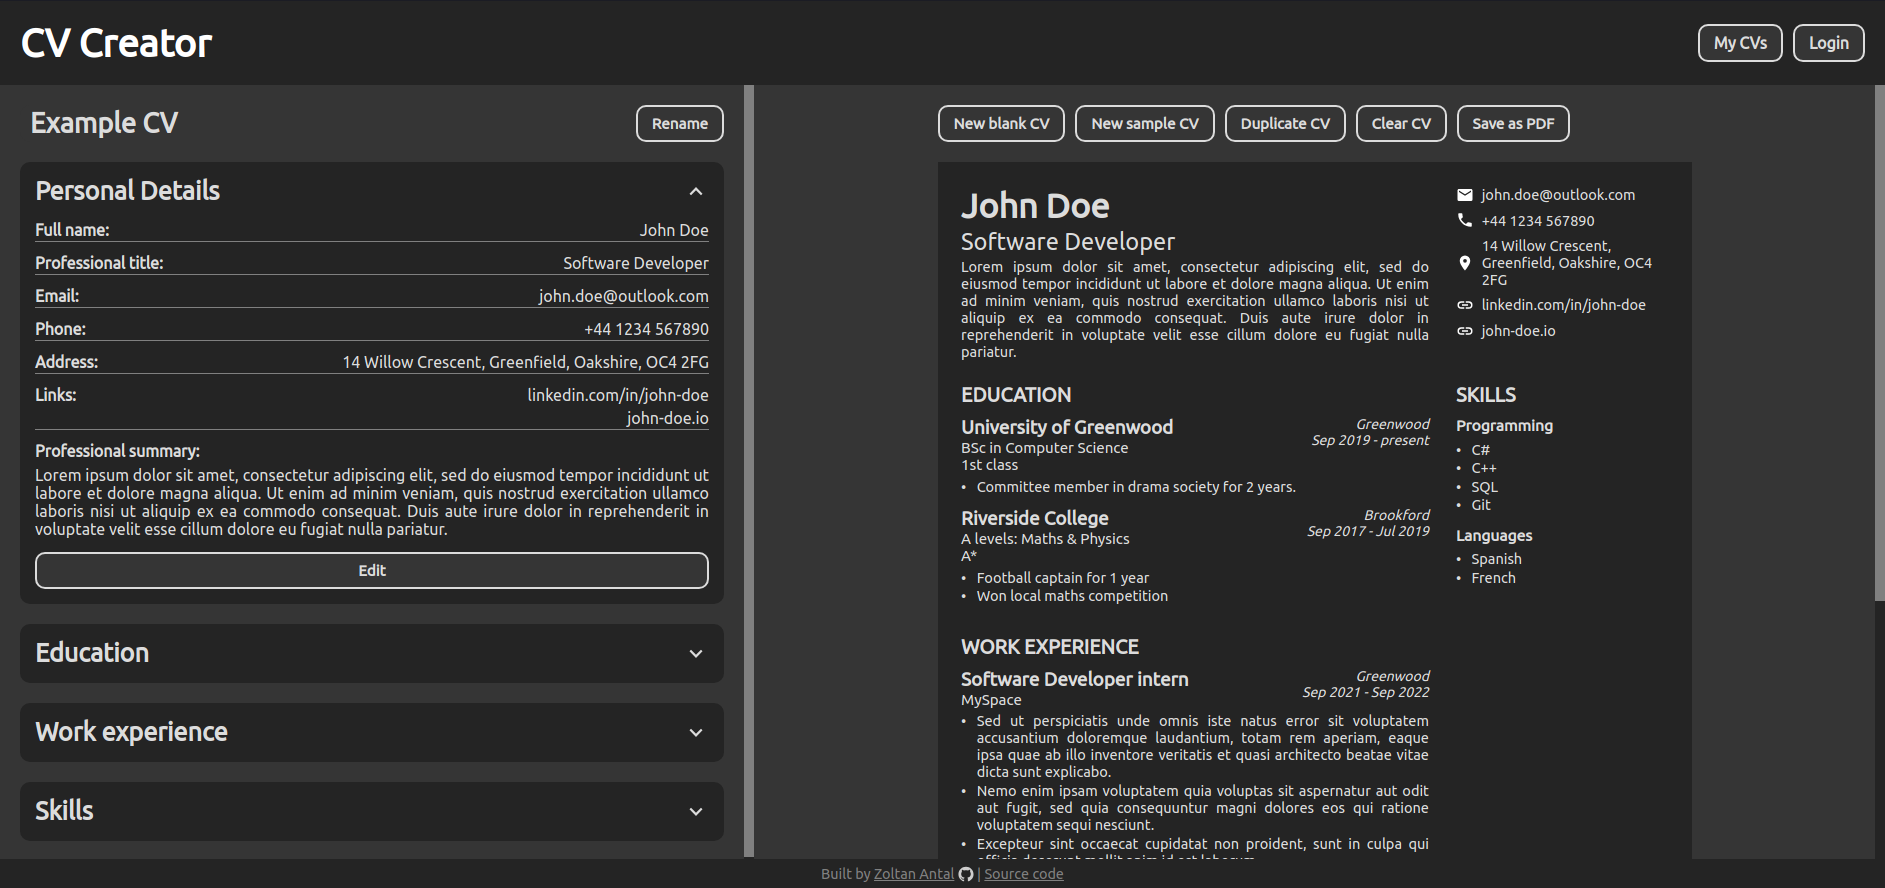 CV Creator
My CVs
Login
Example CV
Rename
Personal Details
Full name:
John Doe
Professional title:
Software Developer
Email:
john.doe@outlook.com
Phone:
+44 1234 567890
Address:
14 Willow Crescent, Greenfield, Oakshire, OC4 2FG
Links:
linkedin.com/in/john-doe
john-doe.io
Professional summary:
Lorem ipsum dolor sit amet, consectetur adipiscing elit, sed do eiusmod tempor incididunt ut
labore et dolore magna aliqua. Ut enim ad minim veniam, quis nostrud exercitation ullamco
laboris nisi ut aliquip ex ea commodo consequat. Duis aute irure dolor in reprehenderit in
voluptate velit esse cillum dolore eu fugiat nulla pariatur.
Edit
Education
Work experience
Skills
New blank CV
New sample CV
Duplicate CV
Clear CV
Save as PDF
John Doe
Software Developer
Lorem ipsum dolor sit amet, consectetur adipiscing elit, sed do
eiusmod tempor incididunt ut labore et dolore magna aliqua. Ut enim
ad minim veniam, quis nostrud exercitation ullamco laboris nisi ut
aliquip ex ea commodo consequat. Duis aute irure dolor in
reprehenderit in voluptate velit esse cillum dolore eu fugiat nulla
pariatur.
john.doe@outlook.com
+44 1234 567890
14 Willow Crescent,
Greenfield, Oakshire, OC4
2FG
linkedin.com/in/john-doe
john-doe.io
EDUCATION
University of Greenwood
Greenwood
Sep 2019 - present
BSc in Computer Science
1st class
• Committee member in drama society for 2 years.
Riverside College
Brookford
Sep 2017 - Jul 2019
A levels: Maths & Physics
A*
• Football captain for 1 year
• Won local maths competition
WORK EXPERIENCE
Software Developer intern
Greenwood
Sep 2021 - Sep 2022
MySpace
• Sed ut perspiciatis unde omnis iste natus error sit voluptatem
accusantium doloremque laudantium, totam rem aperiam, eaque
ipsa quae ab illo inventore veritatis et quasi architecto beatae vitae
dicta sunt explicabo.
• Nemo enim ipsam voluptatem quia voluptas sit aspernatur aut odit
aut fugit, sed quia consequuntur magni dolores eos qui ratione
voluptatem sequi nesciunt.
• Excepteur sint occaecat cupidatat non proident, sunt in culpa qui
SKILLS
Programming
• C#
• C++
• SQL
• Git
Languages
• Spanish
• French
Built by Zoltan Antal | Source code